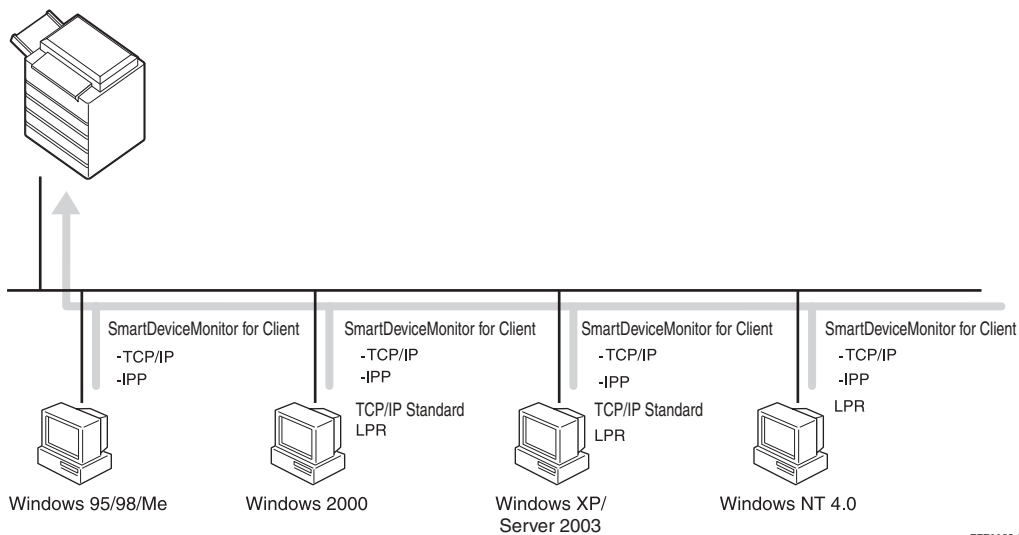 SmartDeviceMonitor for Client
-TCP/IP
-IPP
Windows 95/98/Me
SmartDeviceMonitor for Client
-TCP/IP
-IPP
TCP/IP Standard
LPR
Windows 2000
SmartDeviceMonitor for Client
-TCP/IP
-IPP
TCP/IP Standard
LPR
Windows XP/
Server 2003
SmartDeviceMonitor for Client
-TCP/IP
-IPP
LPR
Windows NT 4.0